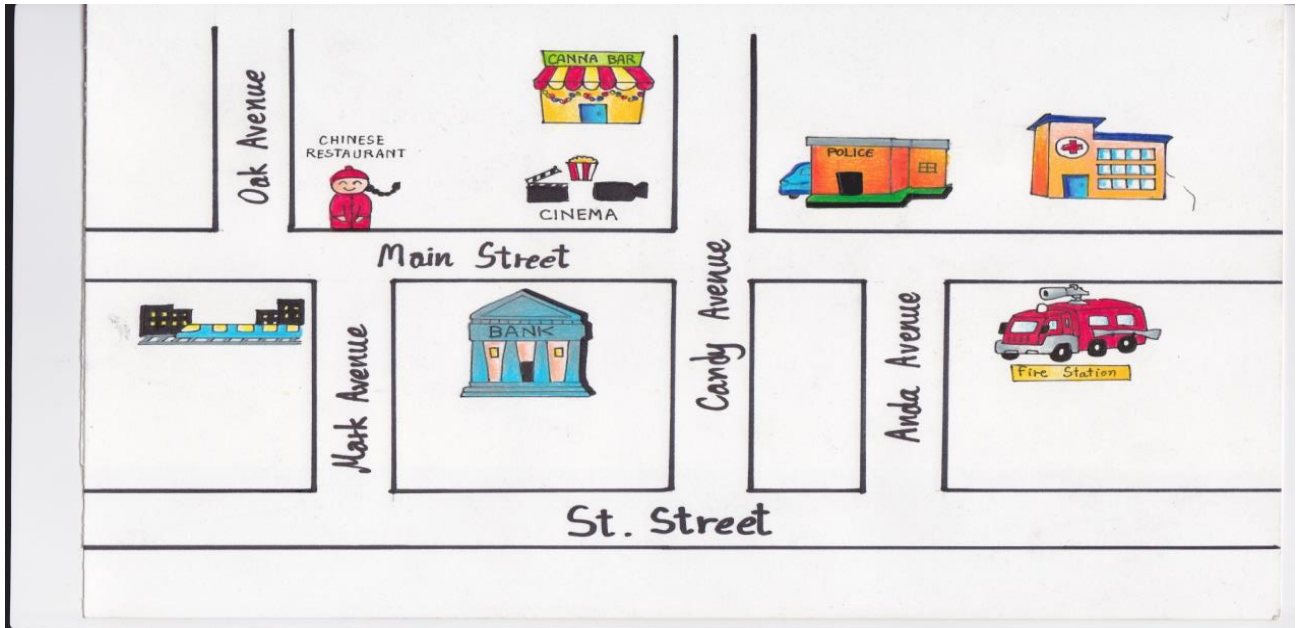 Oak Avenue
CANNA BAR
CHINESE
RESTAURANT
CINEMA
POLICE
Main Street
Mark Avenue
BANK
Candy Avenue
Anda Avenue
Fire Station
St. Street